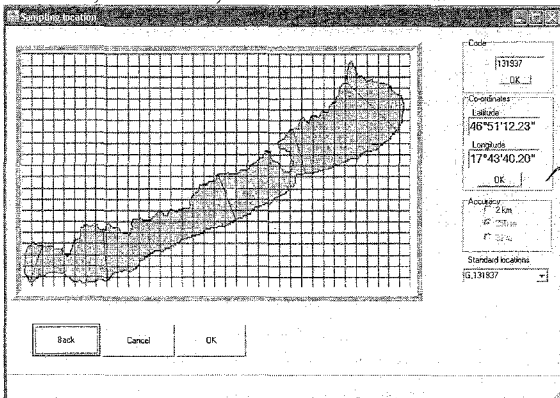 Sampling location
Code
131937
OK
Co-ordinates
Latitude
46°51'12.23"
Longitude
17°43'40.20"
OK
Accuracy
2 km
Standard locations
G,131937
Back
Cancel
OK